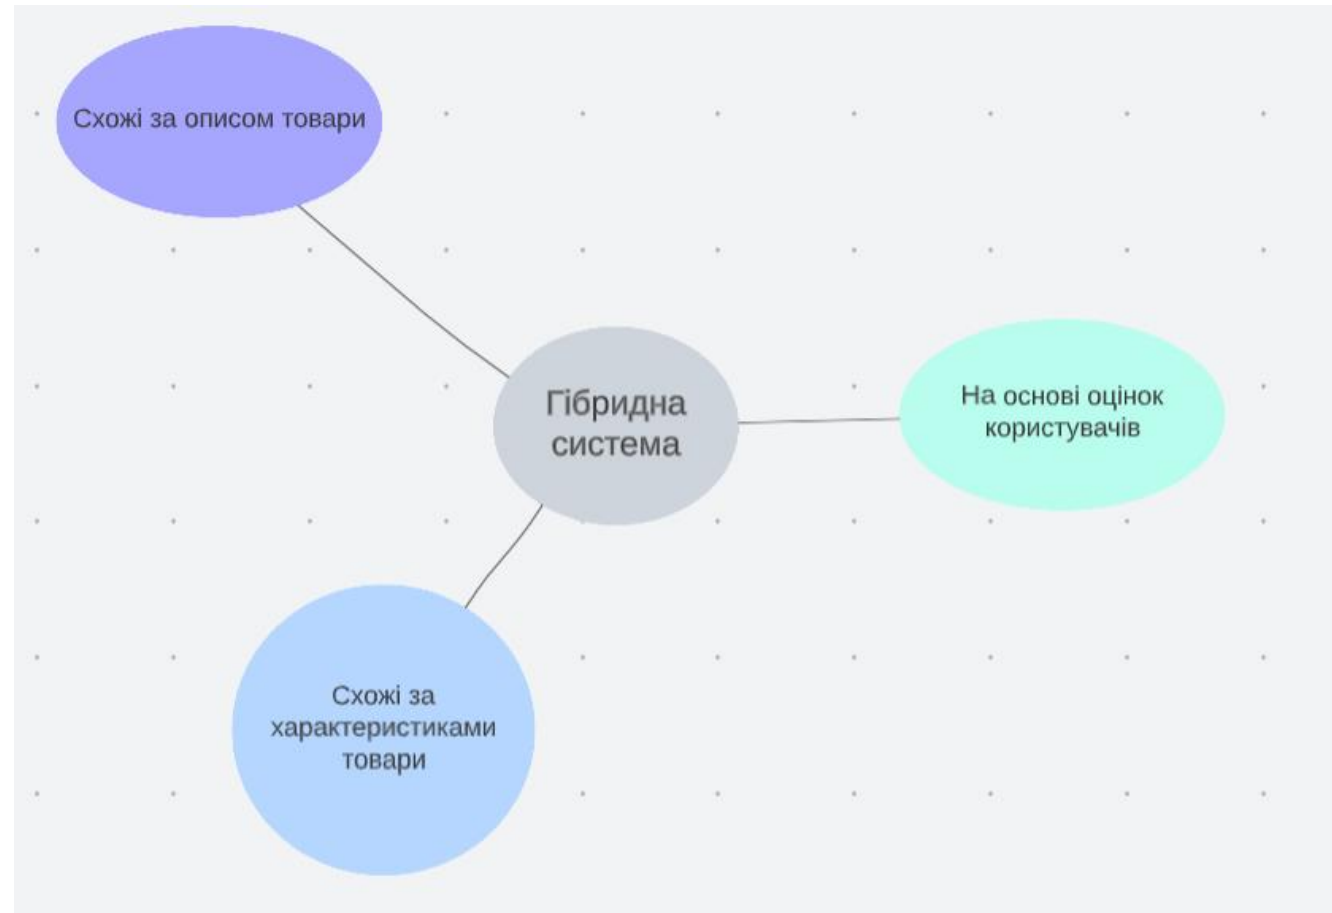 Схожі за описом товари
Гібридна
система
На основі оцінок
користувачів
Схожі за
характеристиками
товари